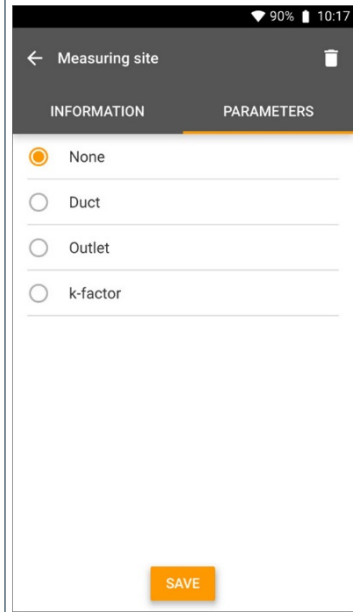 90% 10:17
Measuring site
INFORMATION PARAMETERS
None
Duct
Outlet
k-factor
SAVE